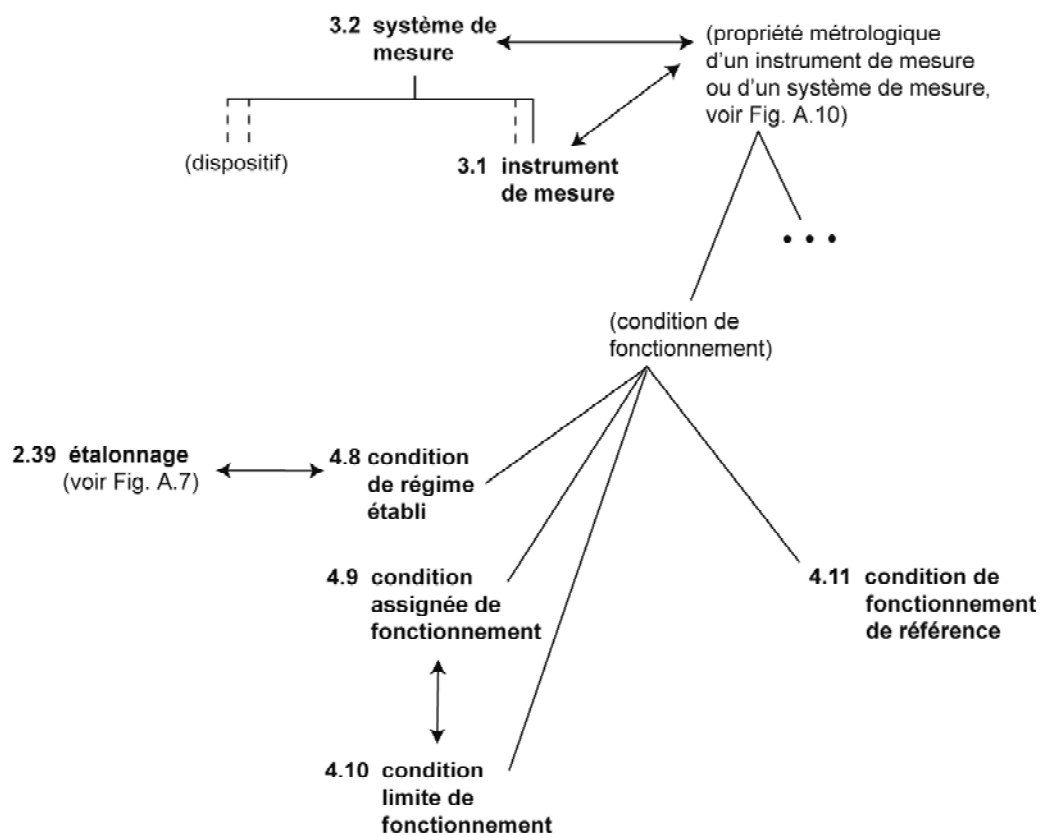 3.2 système de
mesure
(propriété métrologique
d'un instrument de mesure
ou d'un système de mesure,
voir Fig. A.10)
(dispositif)
3.1 instrument
de mesure
• • •
(condition de
fonctionnement)
2.39 étalonnage
(voir Fig. A.7)
4.8 condition
de régime
établi
4.9 condition
assignée de
fonctionnement
4.11 condition de
fonctionnement
de référence
4.10 condition
limite de
fonctionnement